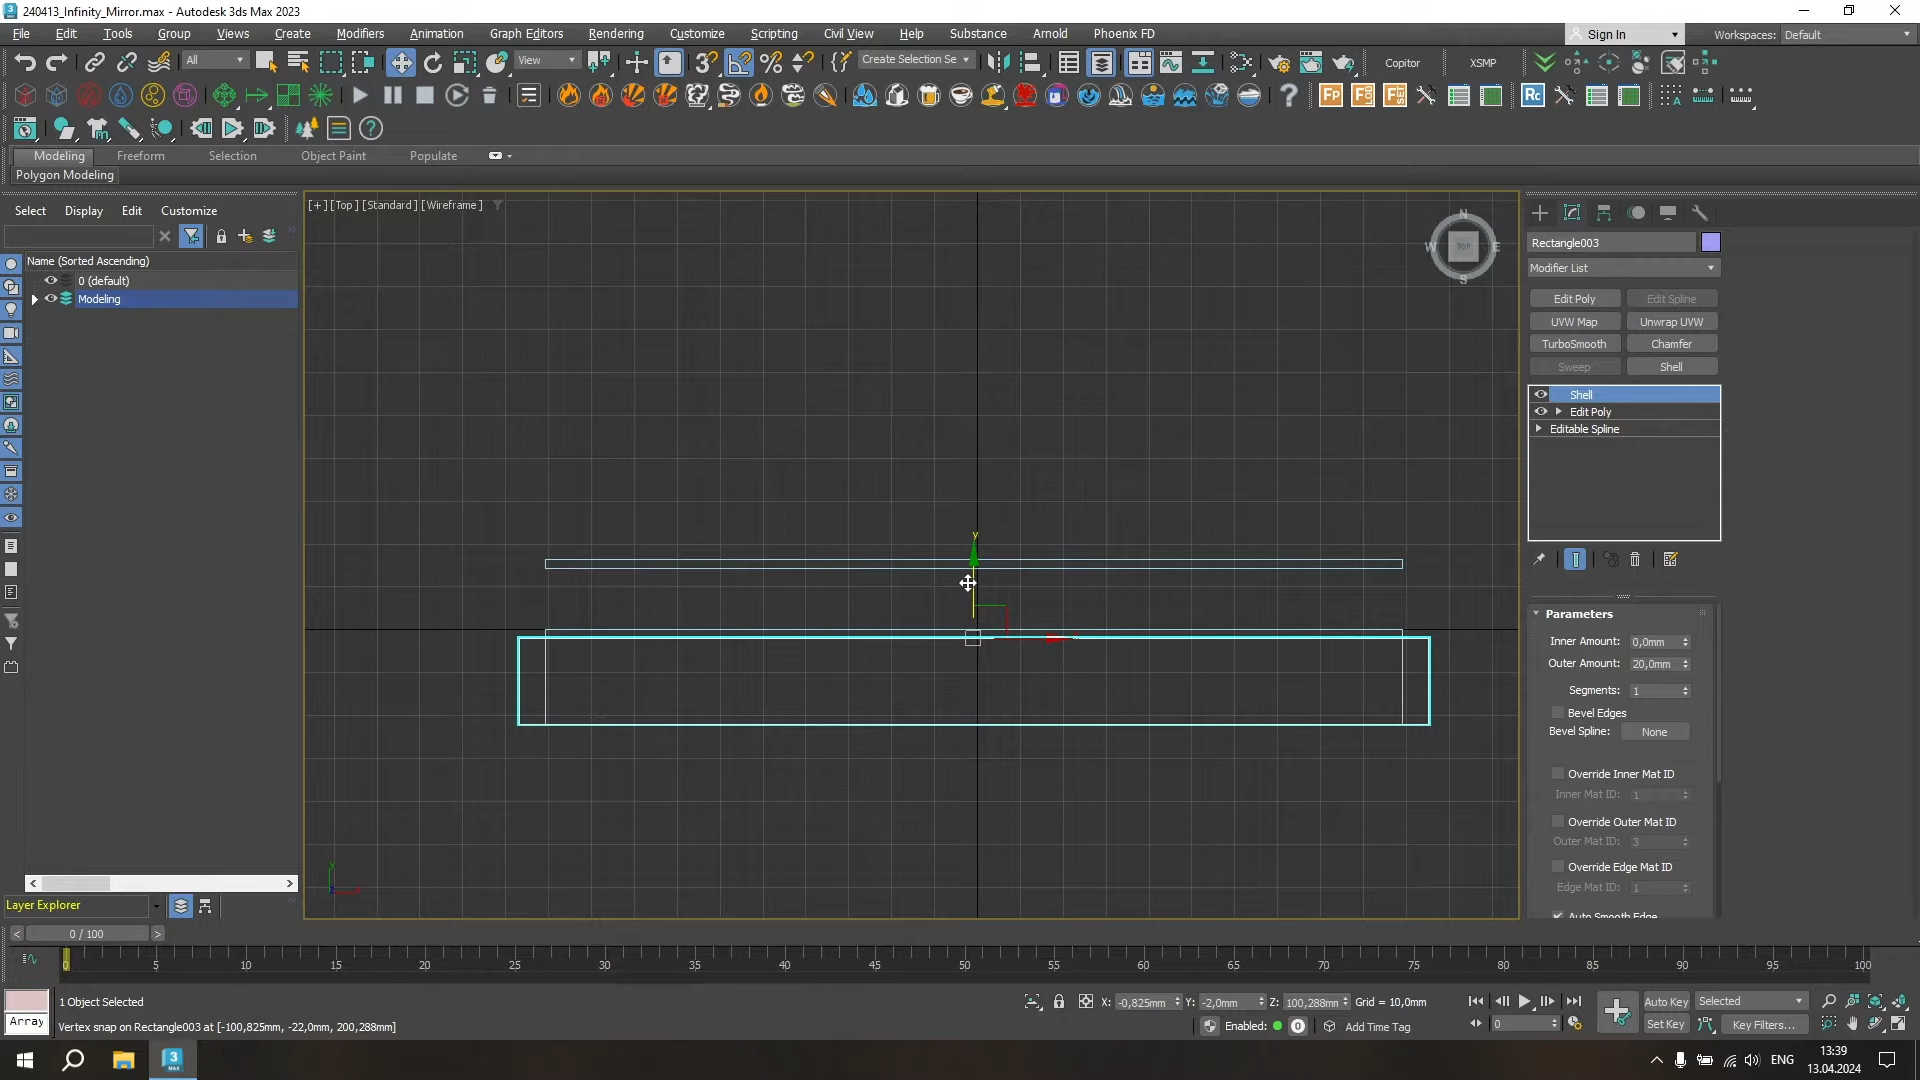 240413_Infinity_Mirror.max - Autodesk 3ds Max 2023
File Edit Tools Group Views Create Modifiers Animation Graph Editors Rendering Customize Scripting Civil View Help Substance Arnold Phoenix FD
Sign In
Workspaces: Default
All View Create Selection Se Copitor XSMP
Modeling Freeform Selection Object Paint Populate
Polygon Modeling
Select Display Edit Customize
Name (Sorted Ascending)
0 (default)
Modeling
[+] [Top ] [Standard ] [Wireframe ]
N
W TOP E
S
y
Rectangle003
Modifier List
Edit Poly Edit Spline
UVW Map Unwrap UVW
TurboSmooth Chamfer
Sweep Shell
Shell
Edit Poly
Editable Spline
Parameters
Inner Amount: 0,0mm
Outer Amount: 20,0mm
Segments: 1
Bevel Edges
Bevel Spline: None
Override Inner Mat ID
Inner Mat ID: 1
Override Outer Mat ID
Outer Mat ID: 3
Override Edge Mat ID
Edge Mat ID: 1
Auto Smooth Edge
Layer Explorer
0 / 100
0 5 10 15 20 25 30 35 40 45 50 55 60 65 70 75 80 85 90 95 100
1 Object Selected
X: -0,825mm Y: -2,0mm Z: 100,288mm Grid = 10,0mm
Auto Key Selected
Array
Vertex snap on Rectangle003 at [-100,825mm, -22,0mm, 200,288mm]
Enabled: 0 Add Time Tag
0
Set Key Key Filters...
ENG
13:39
13.04.2024